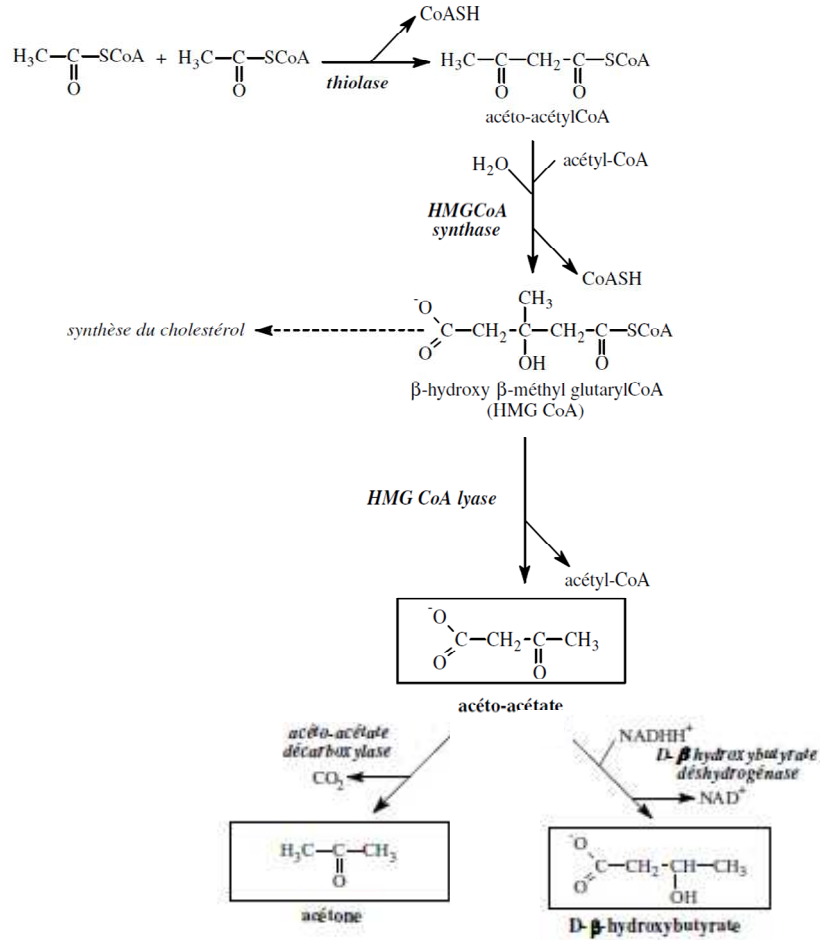 CoASH
H₃C—C—SCoA + H₃C—C—SCoA
O
O
thiolase
H₃C—C—CH₂-C—SCoA
O
O
acéto-acétylCoA
H₂O
acétyl-CoA
HMGCoA
synthase
CoASH
synthèse du cholestérol
CH₃
⁻O
C—CH₂—C—CH₂-C—SCoA
O
OH
O
β-hydroxy β-méthyl glutarylCoA
(HMG CoA)
HMG CoA lyase
acétyl-CoA
⁻O
C—CH₂-C—CH₃
O
O
acéto-acétate
acéto-acétate
décarboxylase
CO₂
NADHH⁺
D-βhydroxybutyrate
déshydrogénase
NAD⁺
H₃C—C—CH₃
O
acétone
⁻O
C—CH₂-CH—CH₃
O
OH
D-β-hydroxybutyrate